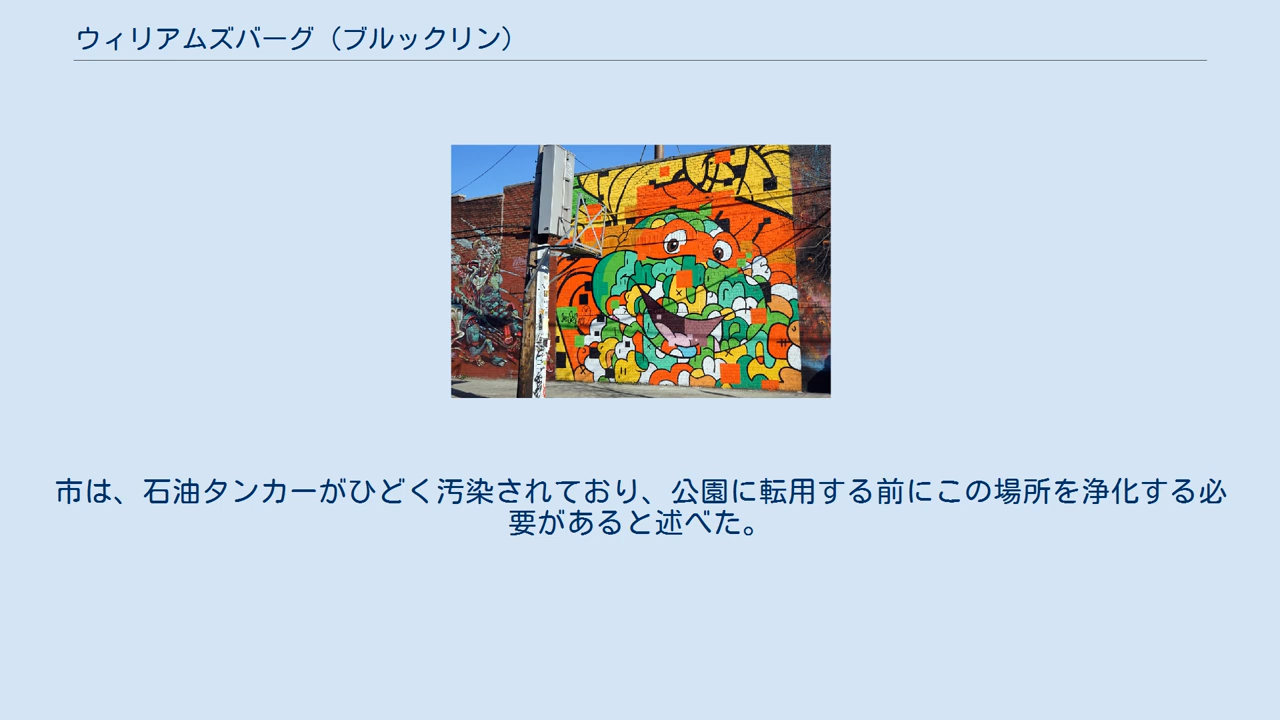 ウィリアムズバーグ（ブルックリン）
市は、石油タンカーがひどく汚染されており、公園に転用する前にこの場所を浄化する必
要があると述べた。